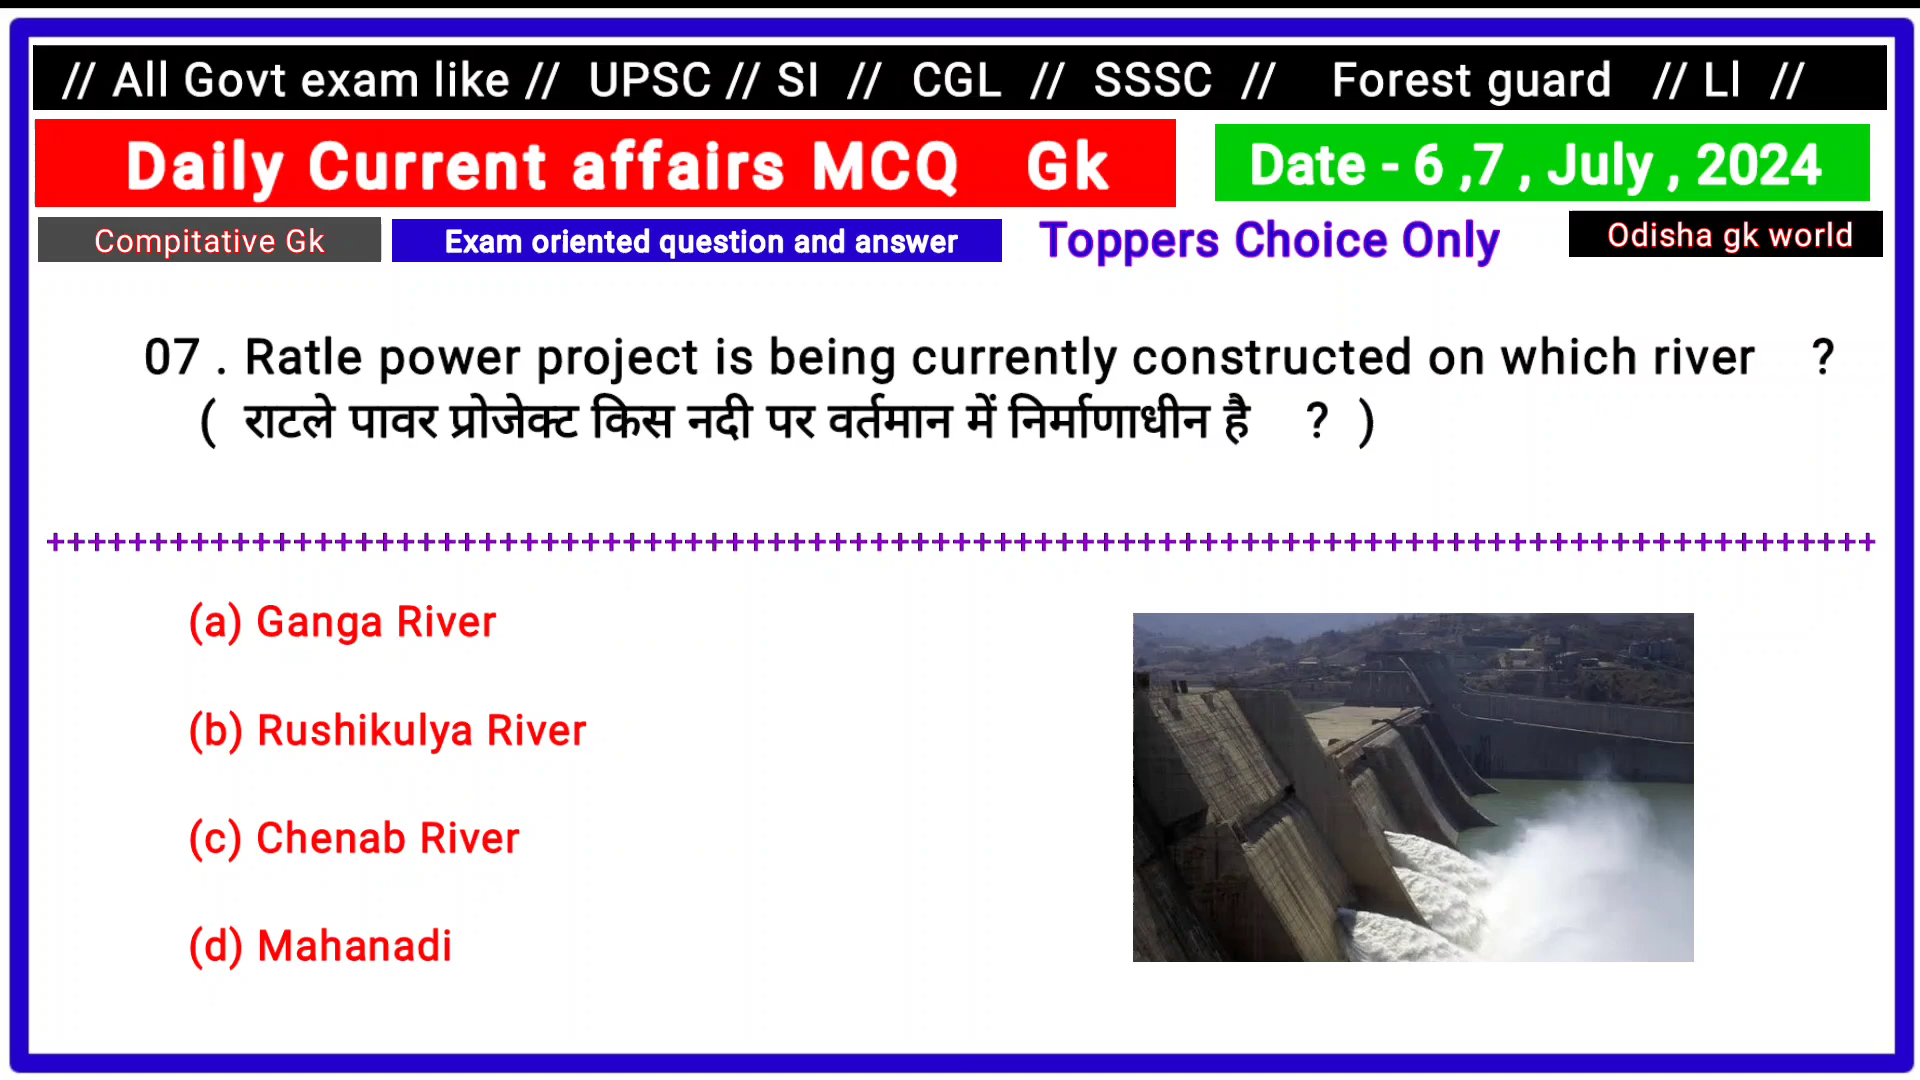 // All Govt exam like // UPSC // SI // CGL // SSSC // Forest guard // Ll //
Daily Current affairs MCQ Gk
Date - 6 ,7 , July , 2024
Compitative Gk
Exam oriented question and answer
Toppers Choice Only
Odisha gk world
07 . Ratle power project is being currently constructed on which river ?
( राटले पावर प्रोजेक्ट किस नदी पर वर्तमान में निर्माणाधीन है ? )
+++++++++++++++++++++++++++++++++++++++++++++++++++++++++++++++++++++++++++++++++++++++++
(a) Ganga River
(b) Rushikulya River
(c) Chenab River
(d) Mahanadi